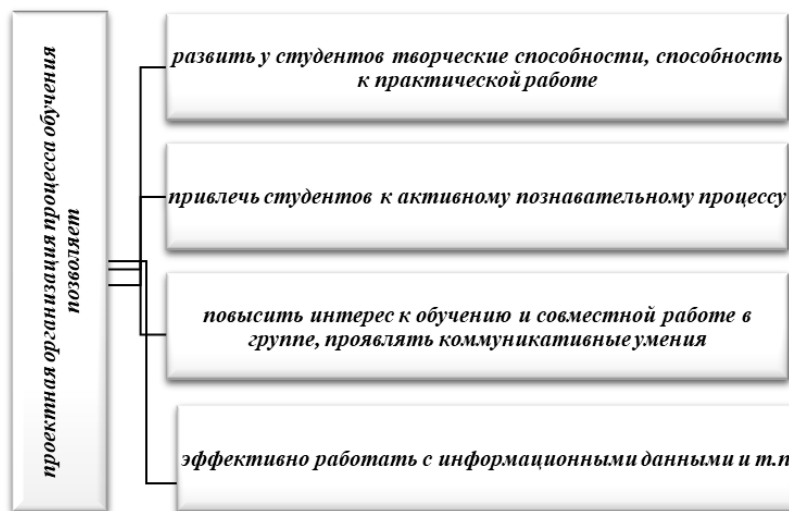 проектная организация процесса обучения
позволяет
развить у студентов творческие способности, способность
к практической работе
привлечь студентов к активному познавательному процессу
повысить интерес к обучению и совместной работе в
группе, проявлять коммуникативные умения
эффективно работать с информационными данными и т.п